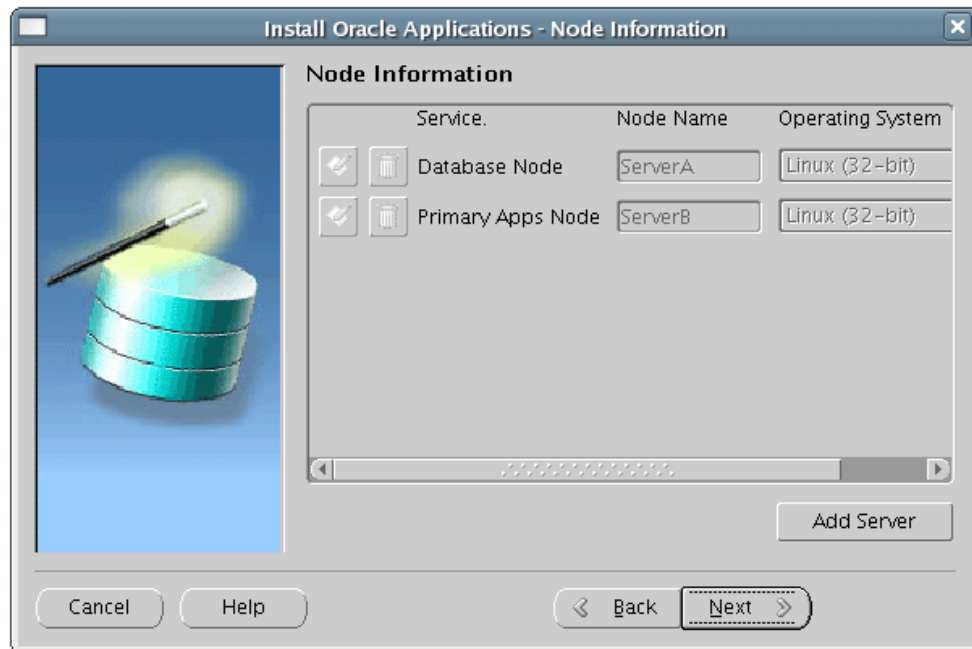 Install Oracle Applications - Node Information
Node Information
Service. Node Name Operating System
Database Node ServerA Linux (32-bit)
Primary Apps Node ServerB Linux (32-bit)
Add Server
Cancel Help Back Next